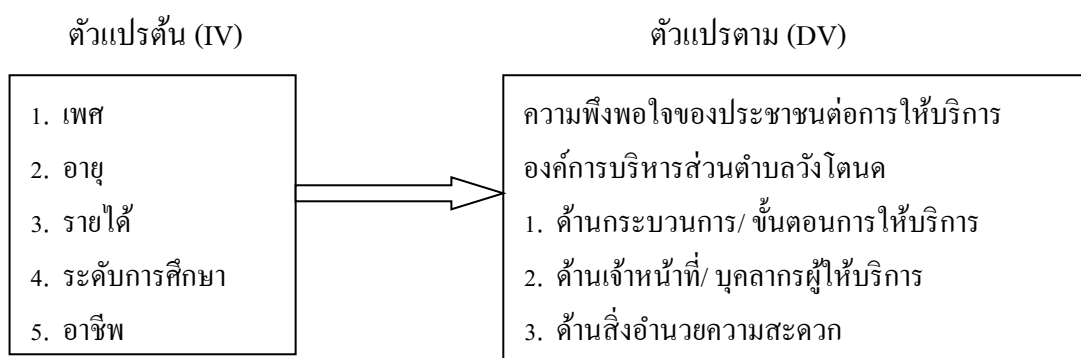 ตัวแปรต้น (IV)
1. เพศ
2. อายุ
3. รายได้
4. ระดับการศึกษา
5. อาชีพ
ตัวแปรตาม (DV)
ความพึงพอใจของประชาชนต่อการให้บริการ
องค์การบริหารส่วนตำบลวังโตนด
1. ด้านกระบวนการ/ ขั้นตอนการให้บริการ
2. ด้านเจ้าหน้าที่/ บุคลากรผู้ให้บริการ
3. ด้านสิ่งอำนวยความสะดวก